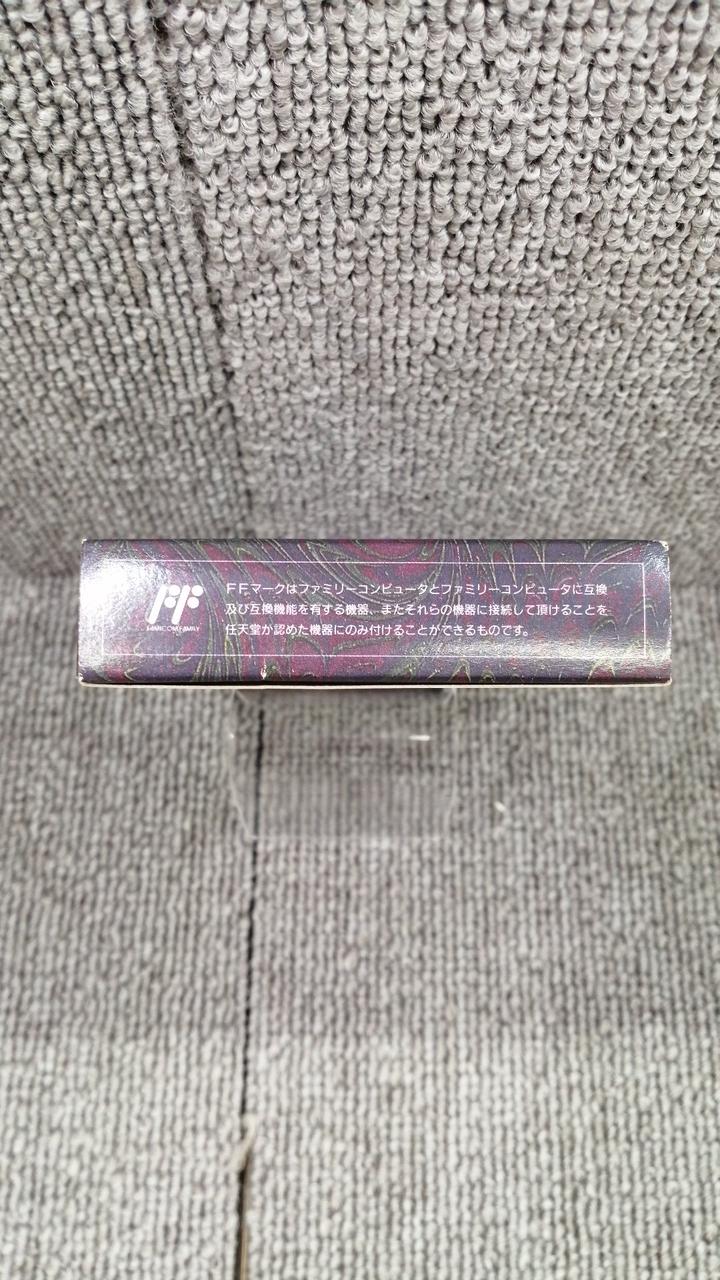 FF
FAMICOM FAMILY
FFマークはファミリーコンピュータとファミリーコンピュータに互換
及び互換機能を有する機器、またそれらの機器に接続して頂けることを
任天堂が認めた機器にのみ付けることができるものです。